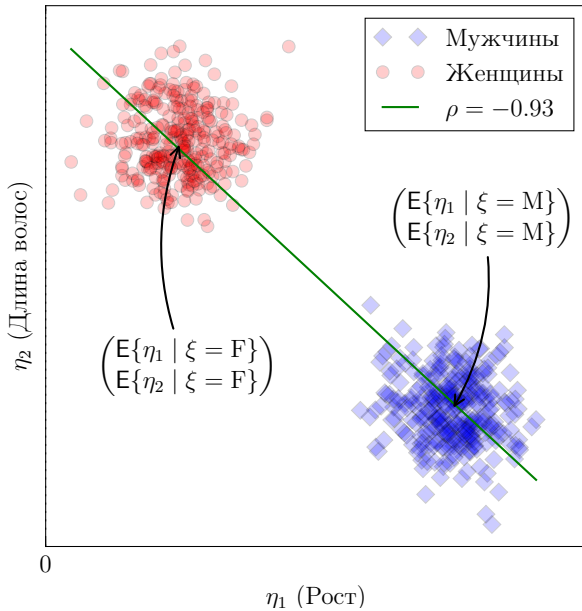 Мужчины
Женщины
ρ = −0.93
E{η₁ | ξ = M}
E{η₂ | ξ = M}
E{η₁ | ξ = F}
E{η₂ | ξ = F}
η₂ (Длина волос)
0
η₁ (Рост)